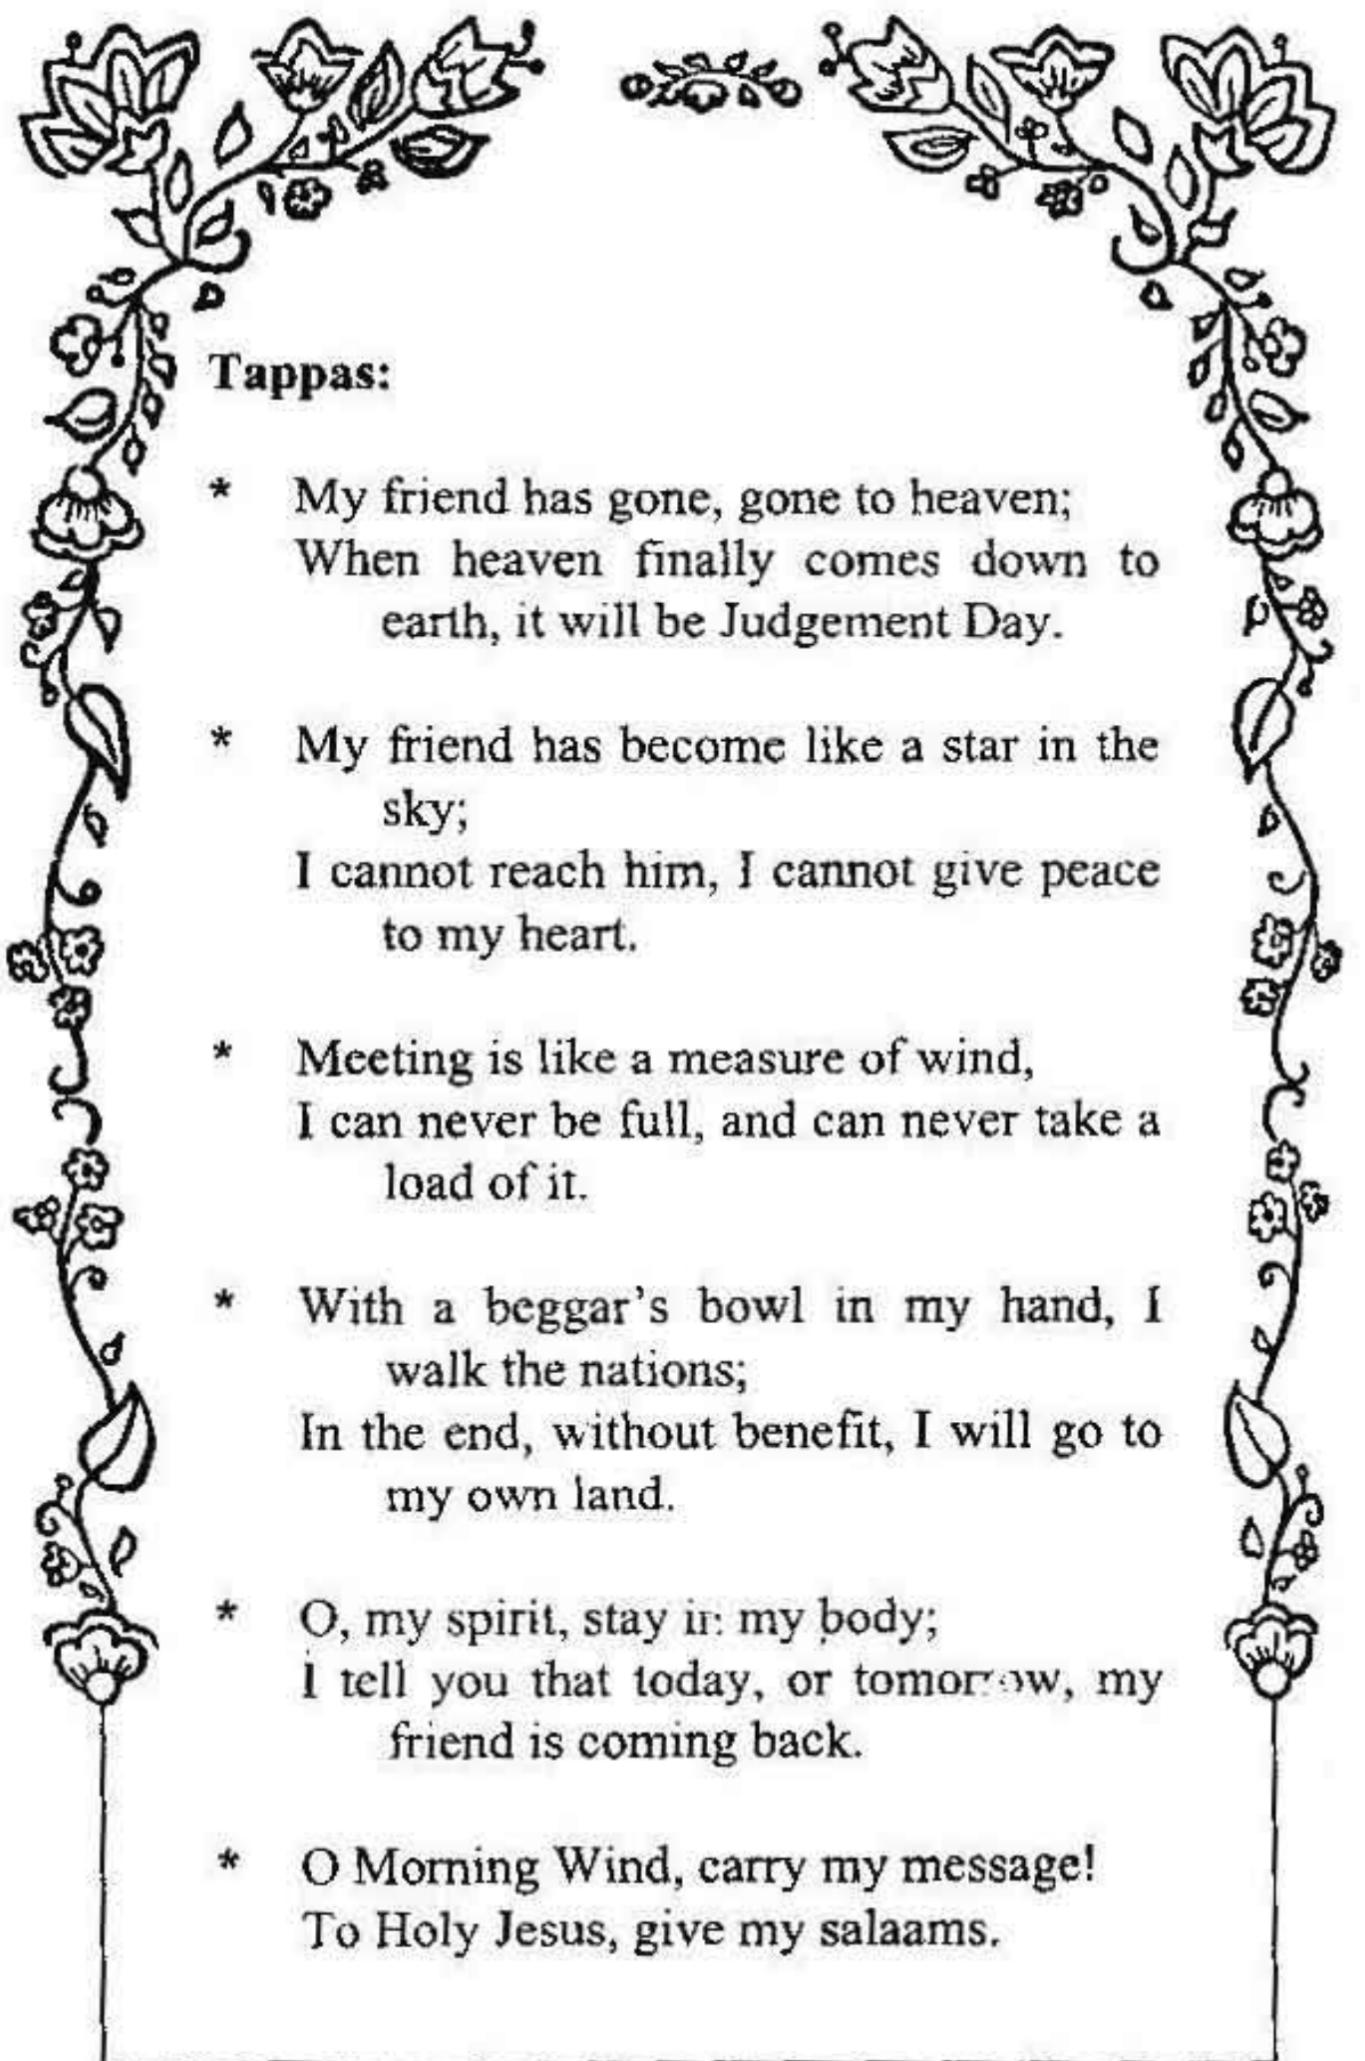 Tappas:
* My friend has gone, gone to heaven;
When heaven finally comes down to
earth, it will be Judgement Day.
* My friend has become like a star in the
sky;
I cannot reach him, I cannot give peace
to my heart.
* Meeting is like a measure of wind,
I can never be full, and can never take a
load of it.
* With a beggar's bowl in my hand, I
walk the nations;
In the end, without benefit, I will go to
my own land.
* O, my spirit, stay in my body;
I tell you that today, or tomorrow, my
friend is coming back.
* O Morning Wind, carry my message!
To Holy Jesus, give my salaams.